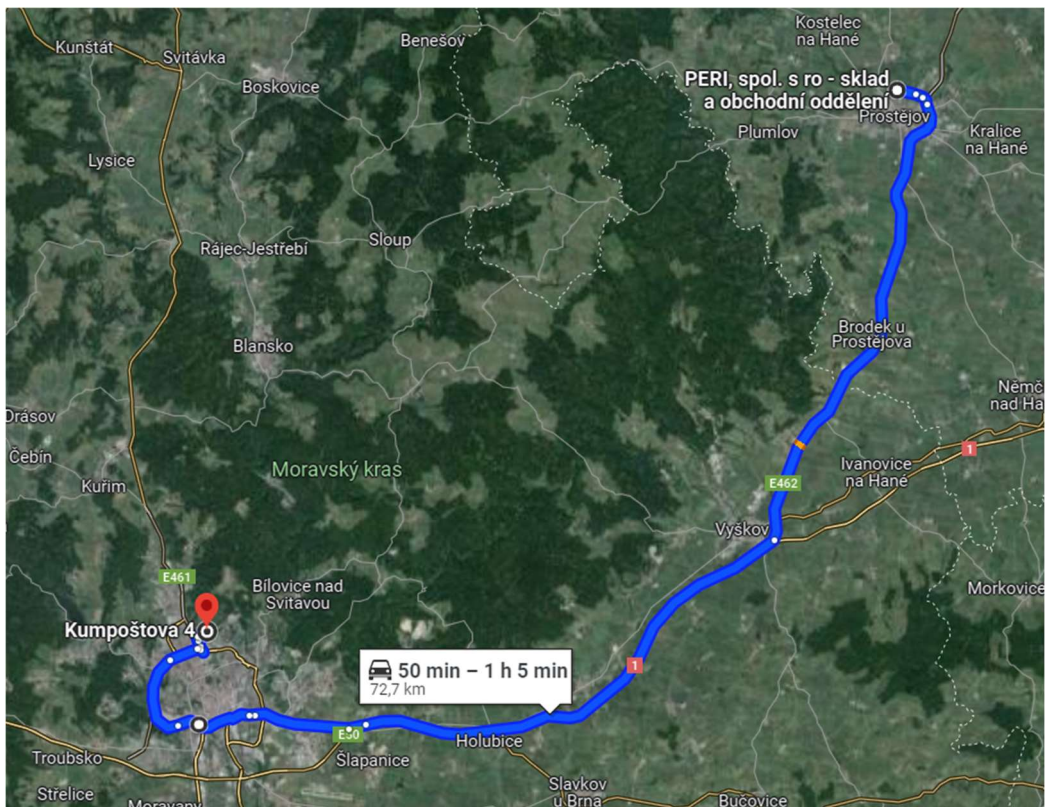 Kostelec
na Hané
Benešov
Kunštát
Svitávka
Boskovice
PERI, spol. s ro - sklad
a obchodní oddělení
Prostějov
Plumlov
Kralice
na Hané
Lysice
Sloup
Rájec-Jestřebí
Brodek u
Prostějova
Blansko
Němč
nad Ha
Drásov
Čebín
Moravský kras
1
Ivanovice
na Hané
Kuřim
E462
Vyškov
E461
Bílovice nad
Svitavou
Morkovice
Kumpoštova 4
50 min – 1 h 5 min
72,7 km
1
E50
Holubice
Troubsko
Šlapanice
Střelice
Slavkov
u Brna
Moravany
Bučovice